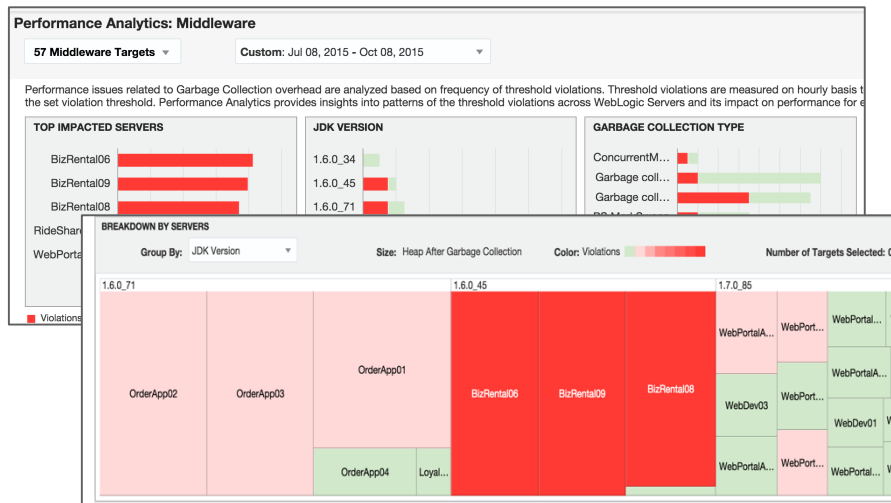 Performance Analytics: Middleware
57 Middleware Targets
Custom: Jul 08, 2015 - Oct 08, 2015
Performance issues related to Garbage Collection overhead are analyzed based on frequency of threshold violations. Threshold violations are measured on hourly basis t
the set violation threshold. Performance Analytics provides insights into patterns of the threshold violations across WebLogic Servers and its impact on performance for e
TOP IMPACTED SERVERS
BizRental06
BizRental09
BizRental08
RideShar
WebPorta
Violations
JDK VERSION
1.6.0_34
1.6.0_45
1.6.0_71
GARBAGE COLLECTION TYPE
ConcurrentM...
Garbage coll...
Garbage coll...
BREAKDOWN BY SERVERS
Group By: JDK Version
Size: Heap After Garbage Collection
Color: Violations
Number of Targets Selected:
1.6.0_71
OrderApp02
OrderApp03
OrderApp01
OrderApp04
Loyal...
1.6.0_45
BizRental06
BizRental09
BizRental08
1.7.0_85
WebPortalA...
WebDev03
WebPortalA...
WebPort...
WebPort...
WebPort...
WebPortal...
WebPortalA...
WebDev01
WebPortal...